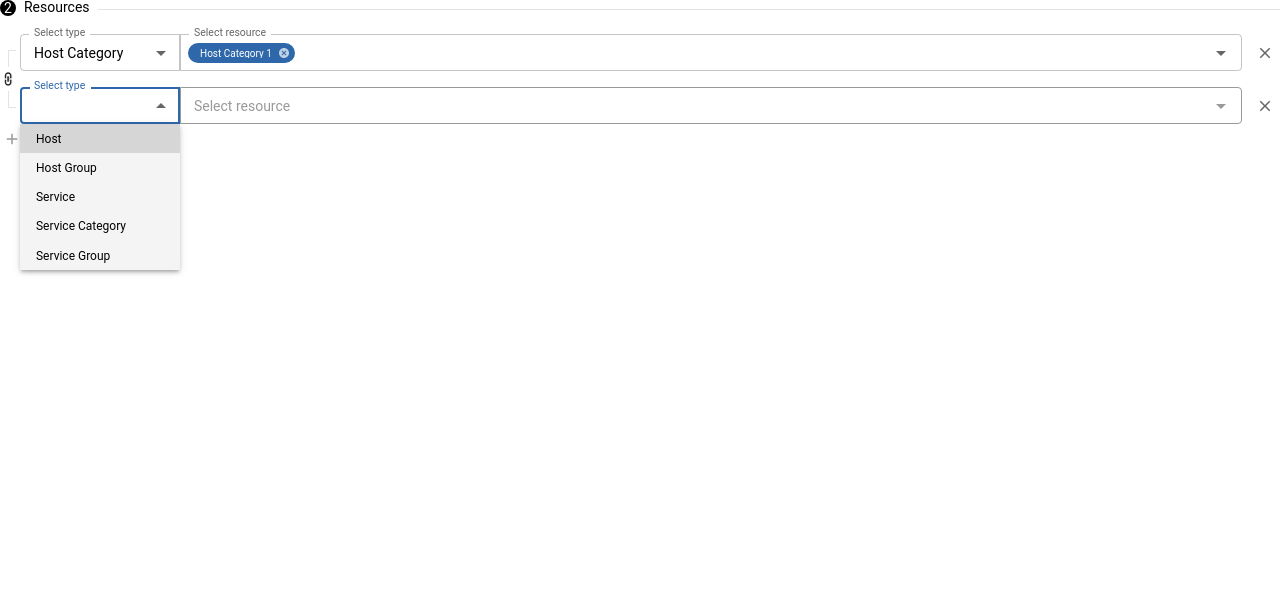 2 Resources
Select type
Select resource
Host Category
Host Category 1
Select type
Select resource
Host
Host Group
Service
Service Category
Service Group